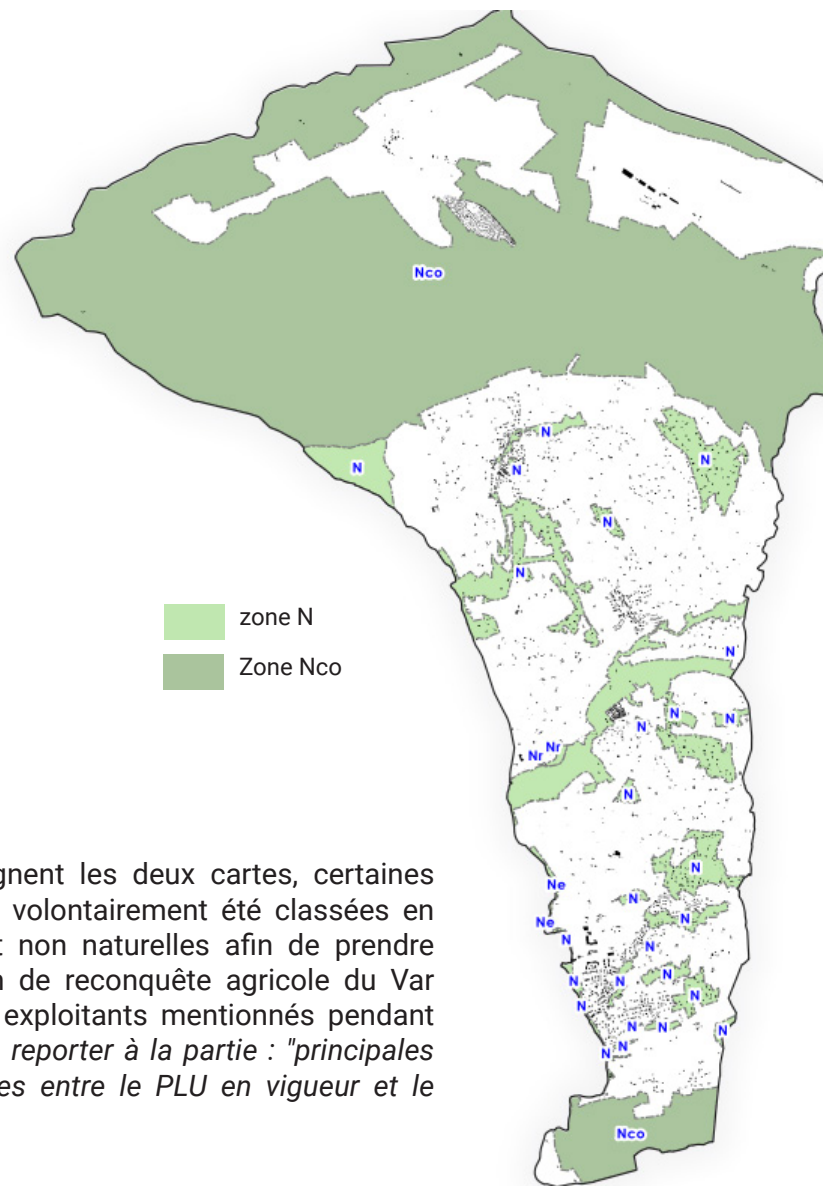 Nco
N
N
N
N
N
N
zone N
Zone Nco
N
N
N
N
Nr
Nr
N
N
Ne
N
N
Ne
N
N
N
N
N
N
N
N
N
N
N
N
Nco
gnent les deux cartes, certaines
volontairement été classées en
t non naturelles afin de prendre
n de reconquête agricole du Var
exploitants mentionnés pendant
reporter à la partie : "principales
es entre le PLU en vigueur et le